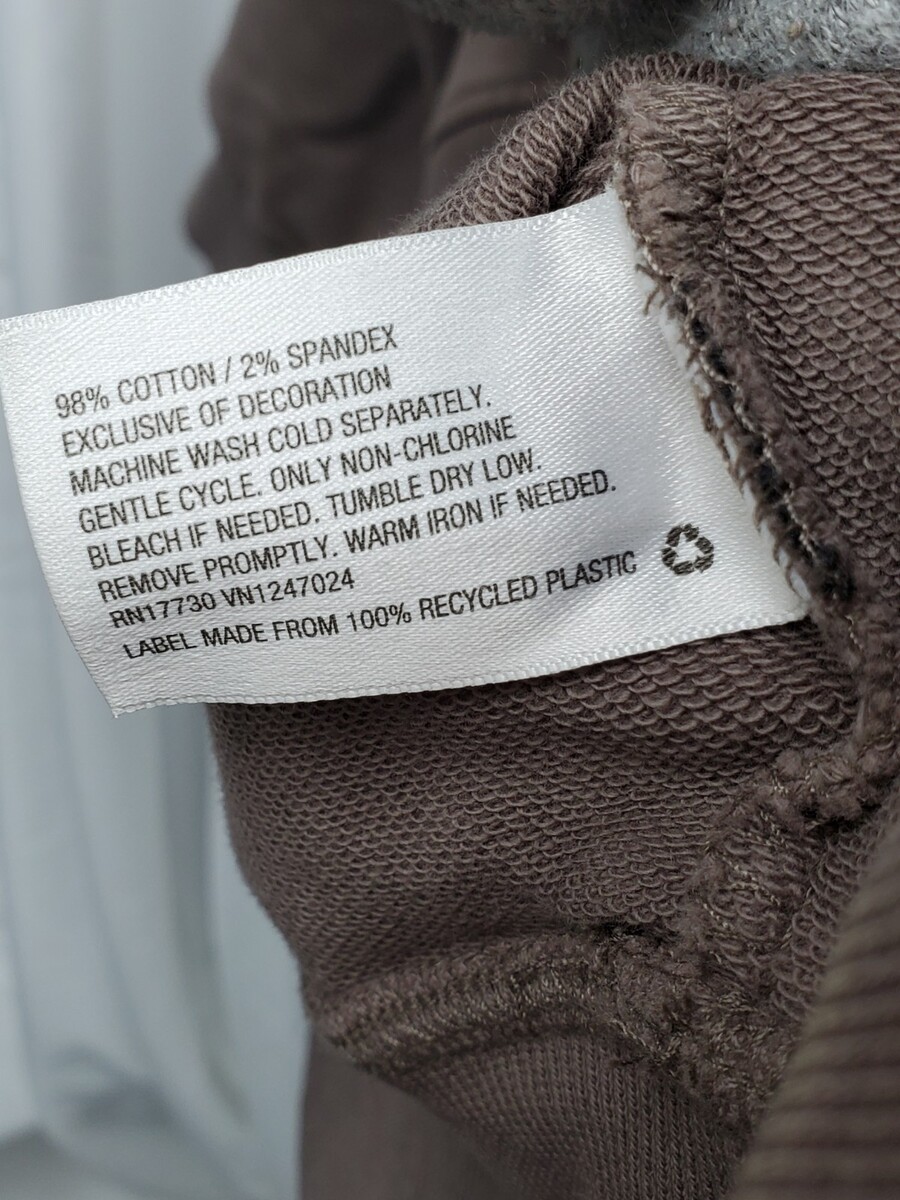 98% COTTON / 2% SPANDEX
EXCLUSIVE OF DECORATION
MACHINE WASH COLD SEPARATELY.
GENTLE CYCLE. ONLY NON-CHLORINE
BLEACH IF NEEDED. TUMBLE DRY LOW.
REMOVE PROMPTLY. WARM IRON IF NEEDED.
RN17730 VN1247024
LABEL MADE FROM 100% RECYCLED PLASTIC